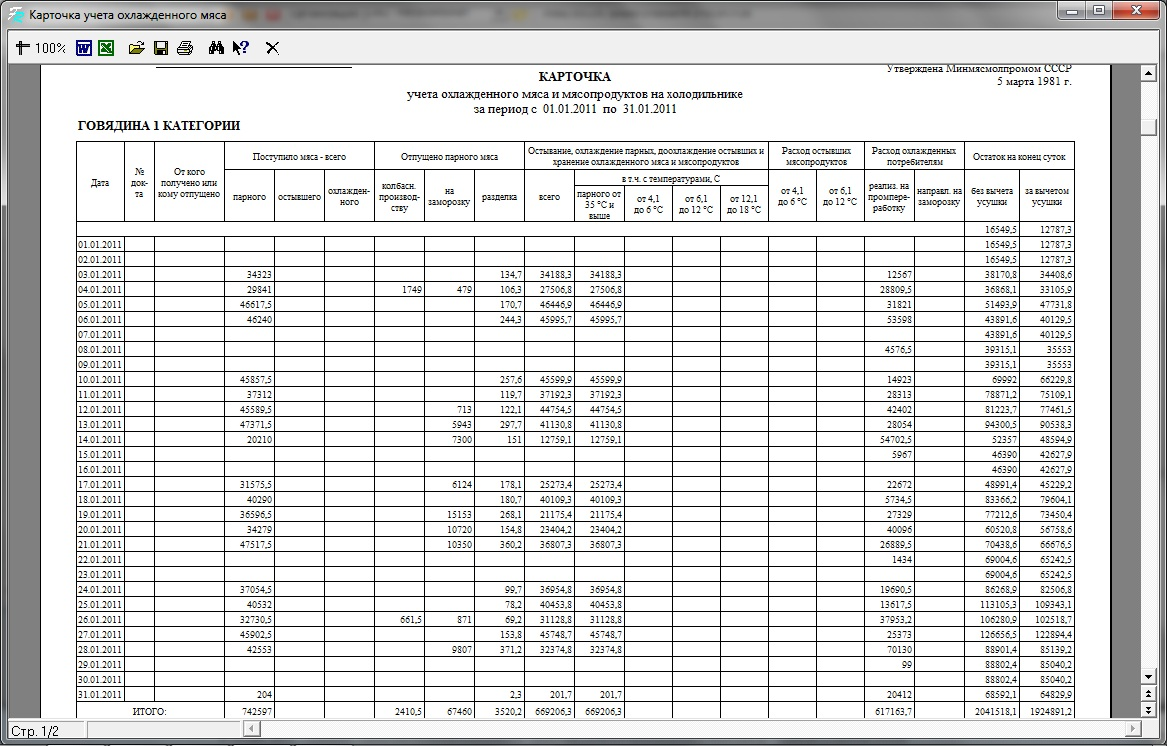 Карточка учета охлажденного мяса
100%
Утверждена Минмясмолпромом СССР
5 марта 1981 г.
КАРТОЧКА
учета охлажденного мяса и мясопродуктов на холодильнике
за период с 01.01.2011 по 31.01.2011
ГОВЯДИНА 1 КАТЕГОРИИ
Дата
№ док-та
От кого получено или кому отпущено
Поступило мяса - всего
парного
остывшего
охлажден-ного
Отпущено парного мяса
колбасн. производ-ству
на заморозку
разделка
Остывание, охлаждение парных, доохлаждение остывших и хранение охлажденного мяса и мясопродуктов
всего
в т.ч. с температурами, С
парного от 35 °С и выше
от 4,1 до 6 °С
от 6,1 до 12 °С
от 12,1 до 18 °С
Расход остывших мясопродуктов
от 4,1 до 6 °С
от 6,1 до 12 °С
Расход охлажденных потребителям
реализ. на промпере-работку
направл. на заморозку
Остаток на конец суток
без вычета усушки
за вычетом усушки
16549,5 12787,3
01.01.2011 16549,5 12787,3
02.01.2011 16549,5 12787,3
03.01.2011 34323 134,7 34188,3 34188,3 12567 38170,8 34408,6
04.01.2011 29841 1749 479 106,3 27506,8 27506,8 28809,5 36868,1 33105,9
05.01.2011 46617,5 170,7 46446,9 46446,9 31821 51493,9 47731,8
06.01.2011 46240 244,3 45995,7 45995,7 53598 43891,6 40129,5
07.01.2011 43891,6 40129,5
08.01.2011 4576,5 39315,1 35553
09.01.2011 39315,1 35553
10.01.2011 45857,5 257,6 45599,9 45599,9 14923 69992 66229,8
11.01.2011 37312 119,7 37192,3 37192,3 28313 78871,2 75109,1
12.01.2011 45589,5 713 122,1 44754,5 44754,5 42402 81223,7 77461,5
13.01.2011 47371,5 5943 297,7 41130,8 41130,8 28054 94300,5 90538,3
14.01.2011 20210 7300 151 12759,1 12759,1 54702,5 52357 48594,9
15.01.2011 5967 46390 42627,9
16.01.2011 46390 42627,9
17.01.2011 31575,5 6124 178,1 25273,4 25273,4 22672 48991,4 45229,2
18.01.2011 40290 180,7 40109,3 40109,3 5734,5 83366,2 79604,1
19.01.2011 36596,5 15153 268,1 21175,4 21175,4 27329 77212,6 73450,4
20.01.2011 34279 10720 154,8 23404,2 23404,2 40096 60520,8 56758,6
21.01.2011 47517,5 10350 360,2 36807,3 36807,3 26889,5 70438,6 66676,5
22.01.2011 1434 69004,6 65242,5
23.01.2011 69004,6 65242,5
24.01.2011 37054,5 99,7 36954,8 36954,8 19690,5 86268,9 82506,8
25.01.2011 40532 78,2 40453,8 40453,8 13617,5 113105,3 109343,1
26.01.2011 32730,5 661,5 871 69,2 31128,8 31128,8 37953,2 106280,9 102518,7
27.01.2011 45902,5 153,8 45748,7 45748,7 25373 126656,5 122894,4
28.01.2011 42553 9807 371,2 32374,8 32374,8 70130 88901,4 85139,2
29.01.2011 99 88802,4 85040,2
30.01.2011 88802,4 85040,2
31.01.2011 204 2,3 201,7 201,7 20412 68592,1 64829,9
ИТОГО: 742597 2410,5 67460 3520,2 669206,3 669206,3 617163,7 2041518,1 1924891,2
Стр. 1/2